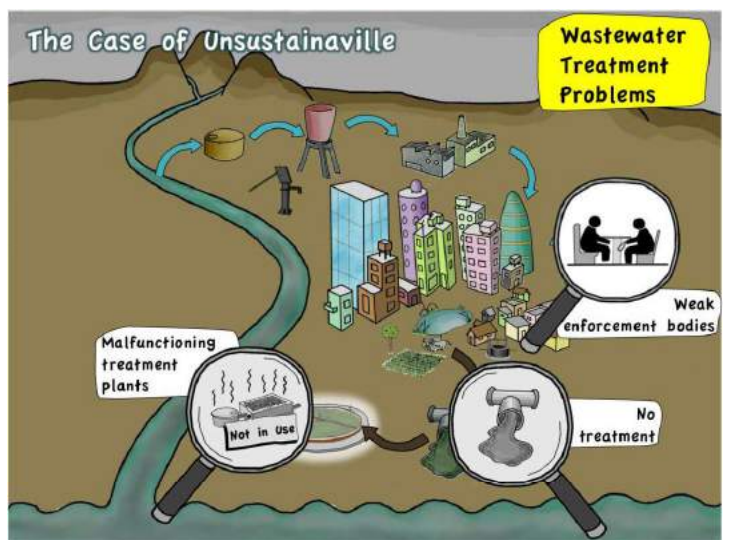 The Case of Unsustainaville
Wastewater
Treatment
Problems
Weak
enforcement bodies
Malfunctioning
treatment
plants
Not in Use
No
treatment